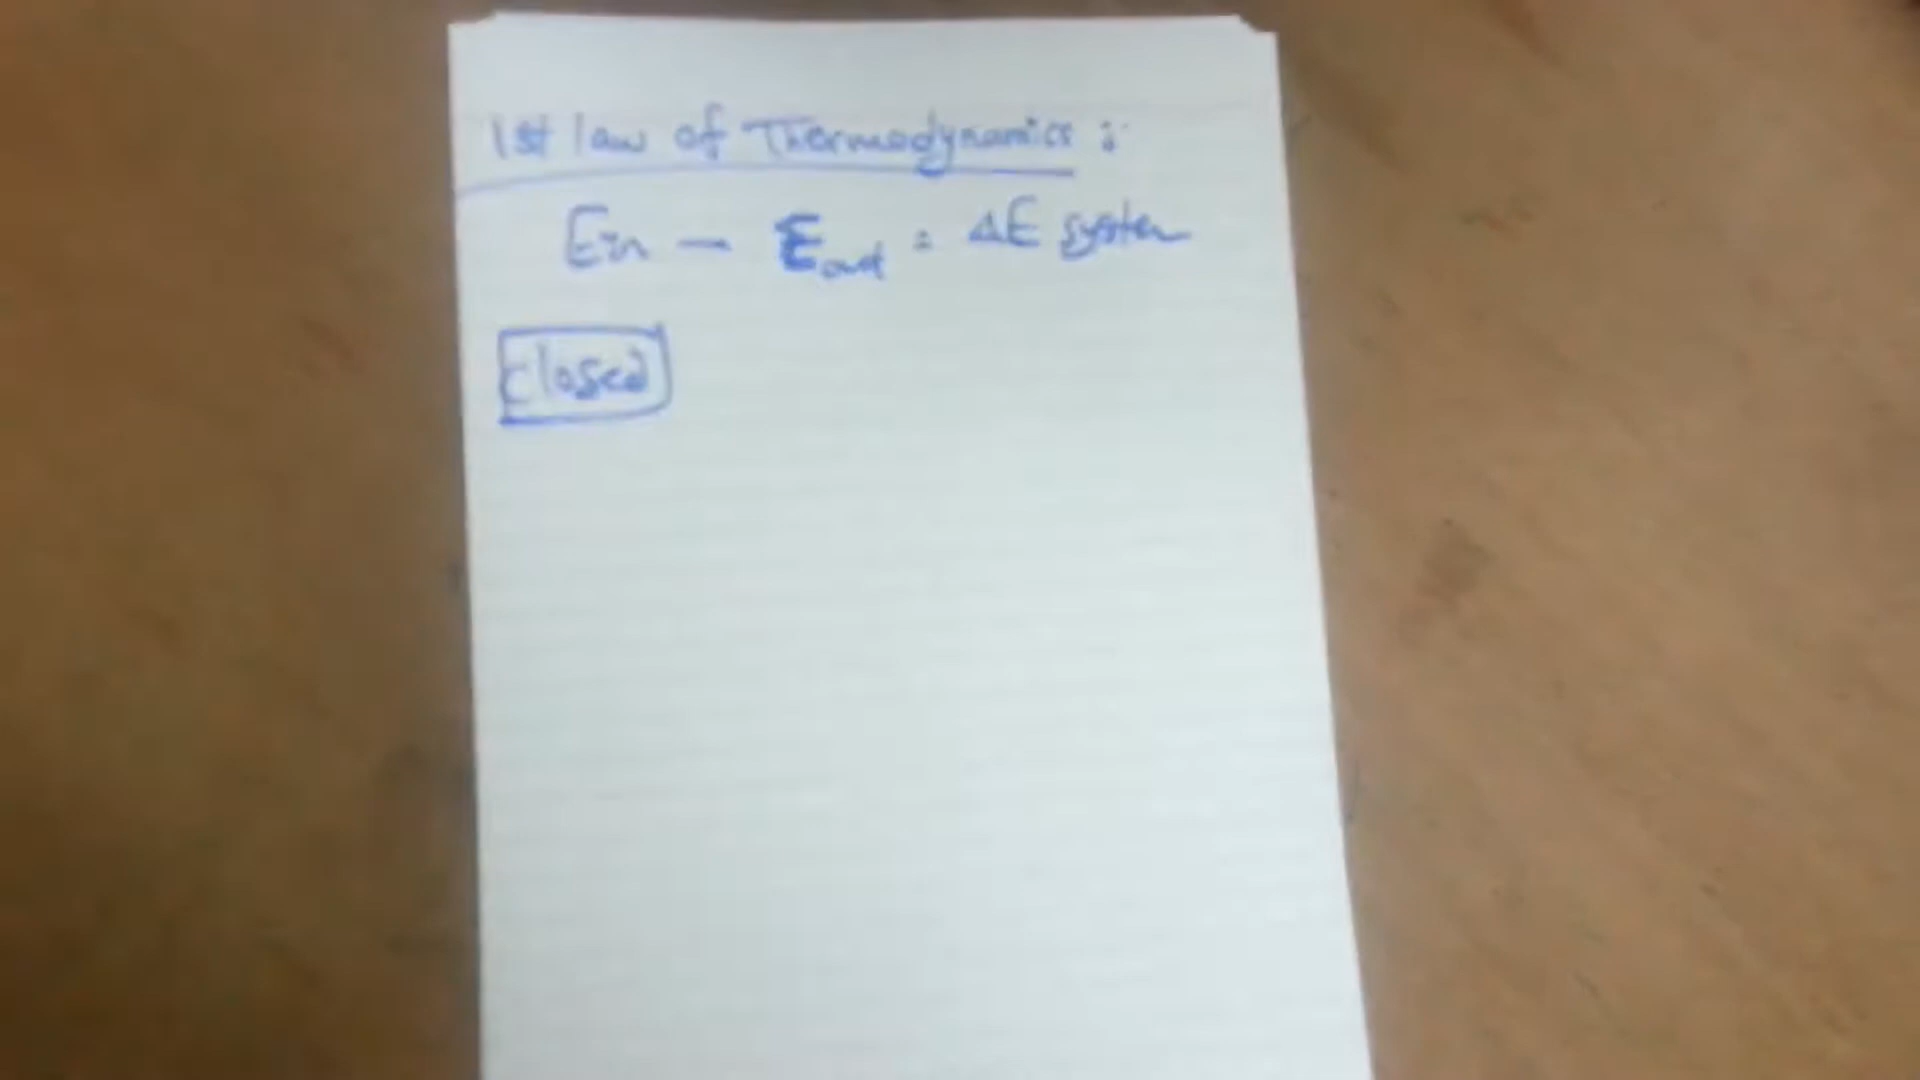 1st law of Thermodynamics :
Ein - Eout = ΔE system
closed